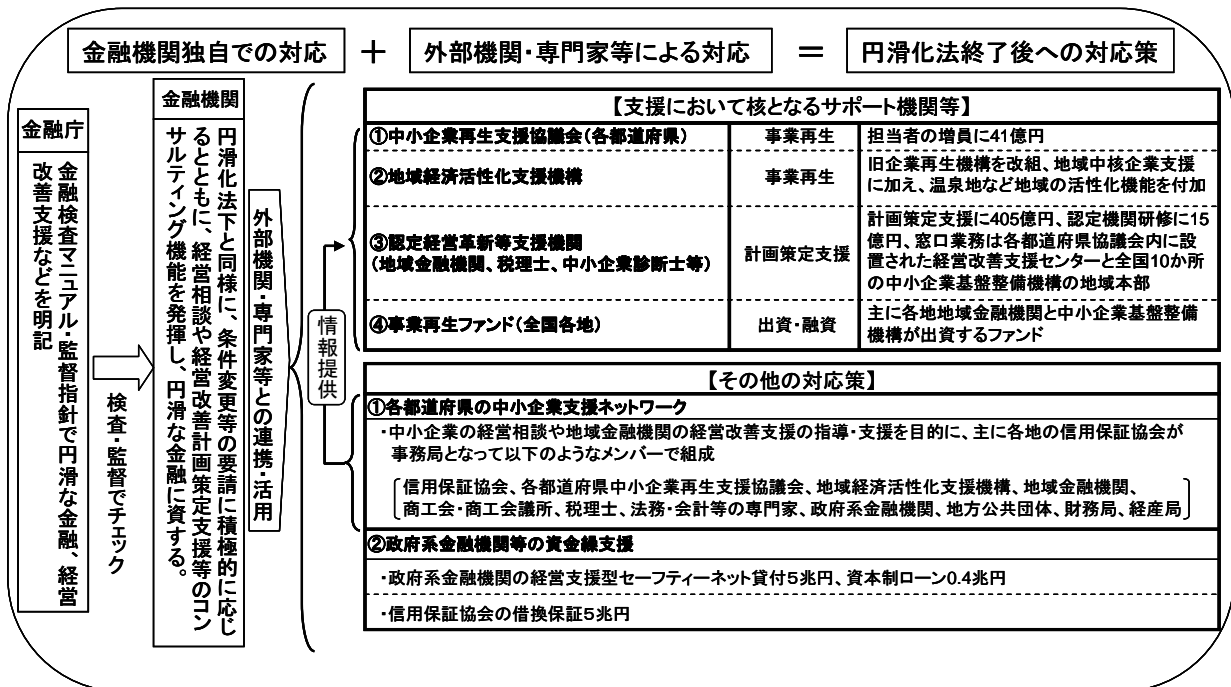 金融機関独自での対応 + 外部機関・専門家等による対応 = 円滑化法終了後への対応策
金融庁
金融検査マニュアル・監督指針で円滑な金融、経営
改善支援などを明記
検査・監督でチェック
金融機関
円滑化法下と同様に、条件変更等の要請に積極的に応じ
るとともに、経営相談や経営改善計画策定支援等のコン
サルティング機能を発揮し、円滑な金融に資する。
外部機関・専門家等との連携・活用
情報提供
【支援において核となるサポート機関等】
①中小企業再生支援協議会(各都道府県) 事業再生 担当者の増員に41億円
②地域経済活性化支援機構 事業再生 旧企業再生機構を改組、地域中核企業支援
に加え、温泉地など地域の活性化機能を付加
③認定経営革新等支援機関
(地域金融機関、税理士、中小企業診断士等)
計画策定支援
計画策定支援に405億円、認定機関研修に15
億円、窓口業務は各都道府県協議会内に設
置された経営改善支援センターと全国10か所
の中小企業基盤整備機構の地域本部
④事業再生ファンド(全国各地) 出資・融資 主に各地地域金融機関と中小企業基盤整備
機構が出資するファンド
【その他の対応策】
①各都道府県の中小企業支援ネットワーク
・中小企業の経営相談や地域金融機関の経営改善支援の指導・支援を目的に、主に各地の信用保証協会が
事務局となって以下のようなメンバーで組成
信用保証協会、各都道府県中小企業再生支援協議会、地域経済活性化支援機構、地域金融機関、
商工会・商工会議所、税理士、法務・会計等の専門家、政府系金融機関、地方公共団体、財務局、経産局
②政府系金融機関等の資金繰支援
・政府系金融機関の経営支援型セーフティーネット貸付5兆円、資本制ローン0.4兆円
・信用保証協会の借換保証5兆円